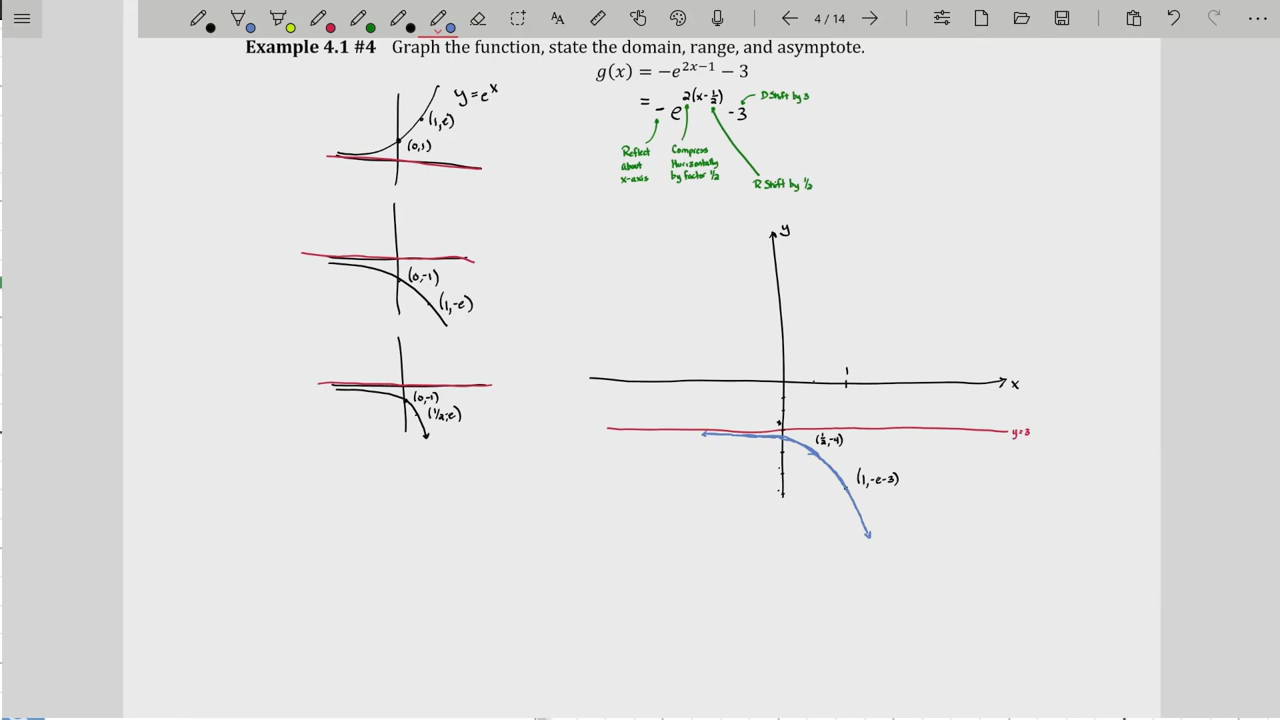 4 / 14
Example 4.1 #4 Graph the function, state the domain, range, and asymptote.
g(x) = −e^{2x−1} − 3
= - e^{2(x-1/2)} -3
D Shift by 3
Reflect
about
x-axis
Compress
Horizontally
by factor 1/2
R Shift by 1/2
y=e^x
(1,e)
(0,1)
(0,-1)
(1,-e)
(0,-1)
(1/2,-e)
y
1
x
y=3
(1/2,-4)
(1,-e-3)